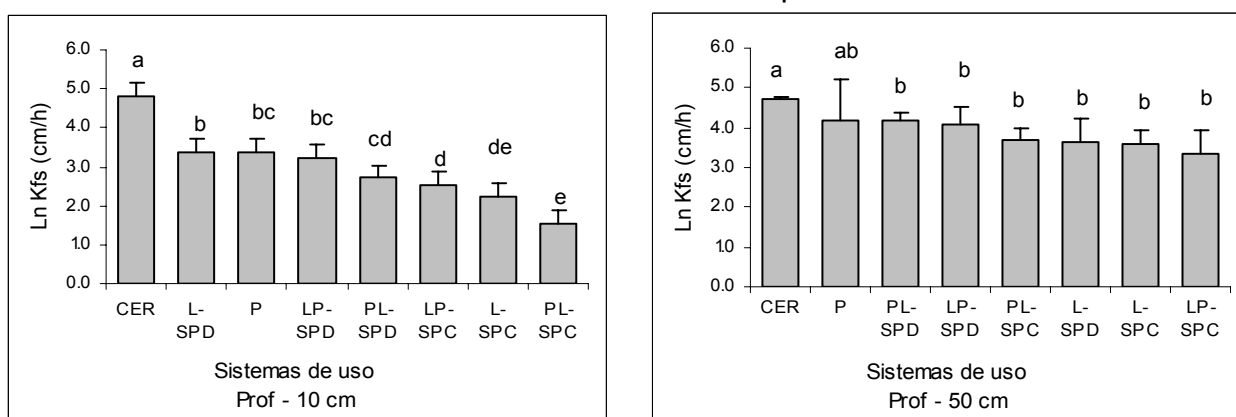 6.0
5.0
4.0
3.0
2.0
1.0
0.0
Ln Kfs (cm/h)
a
b
bc
bc
cd
d
de
e
CER L-SPD P LP-SPD PL-SPD LP-SPC L-SPC PL-SPC
Sistemas de uso
Prof - 10 cm
6.0
5.0
4.0
3.0
2.0
1.0
0.0
Ln Kfs (cm/h)
a
ab
b
b
b
b
b
b
CER P PL-SPD LP-SPD PL-SPC L-SPD L-SPC LP-SPC
Sistemas de uso
Prof - 50 cm